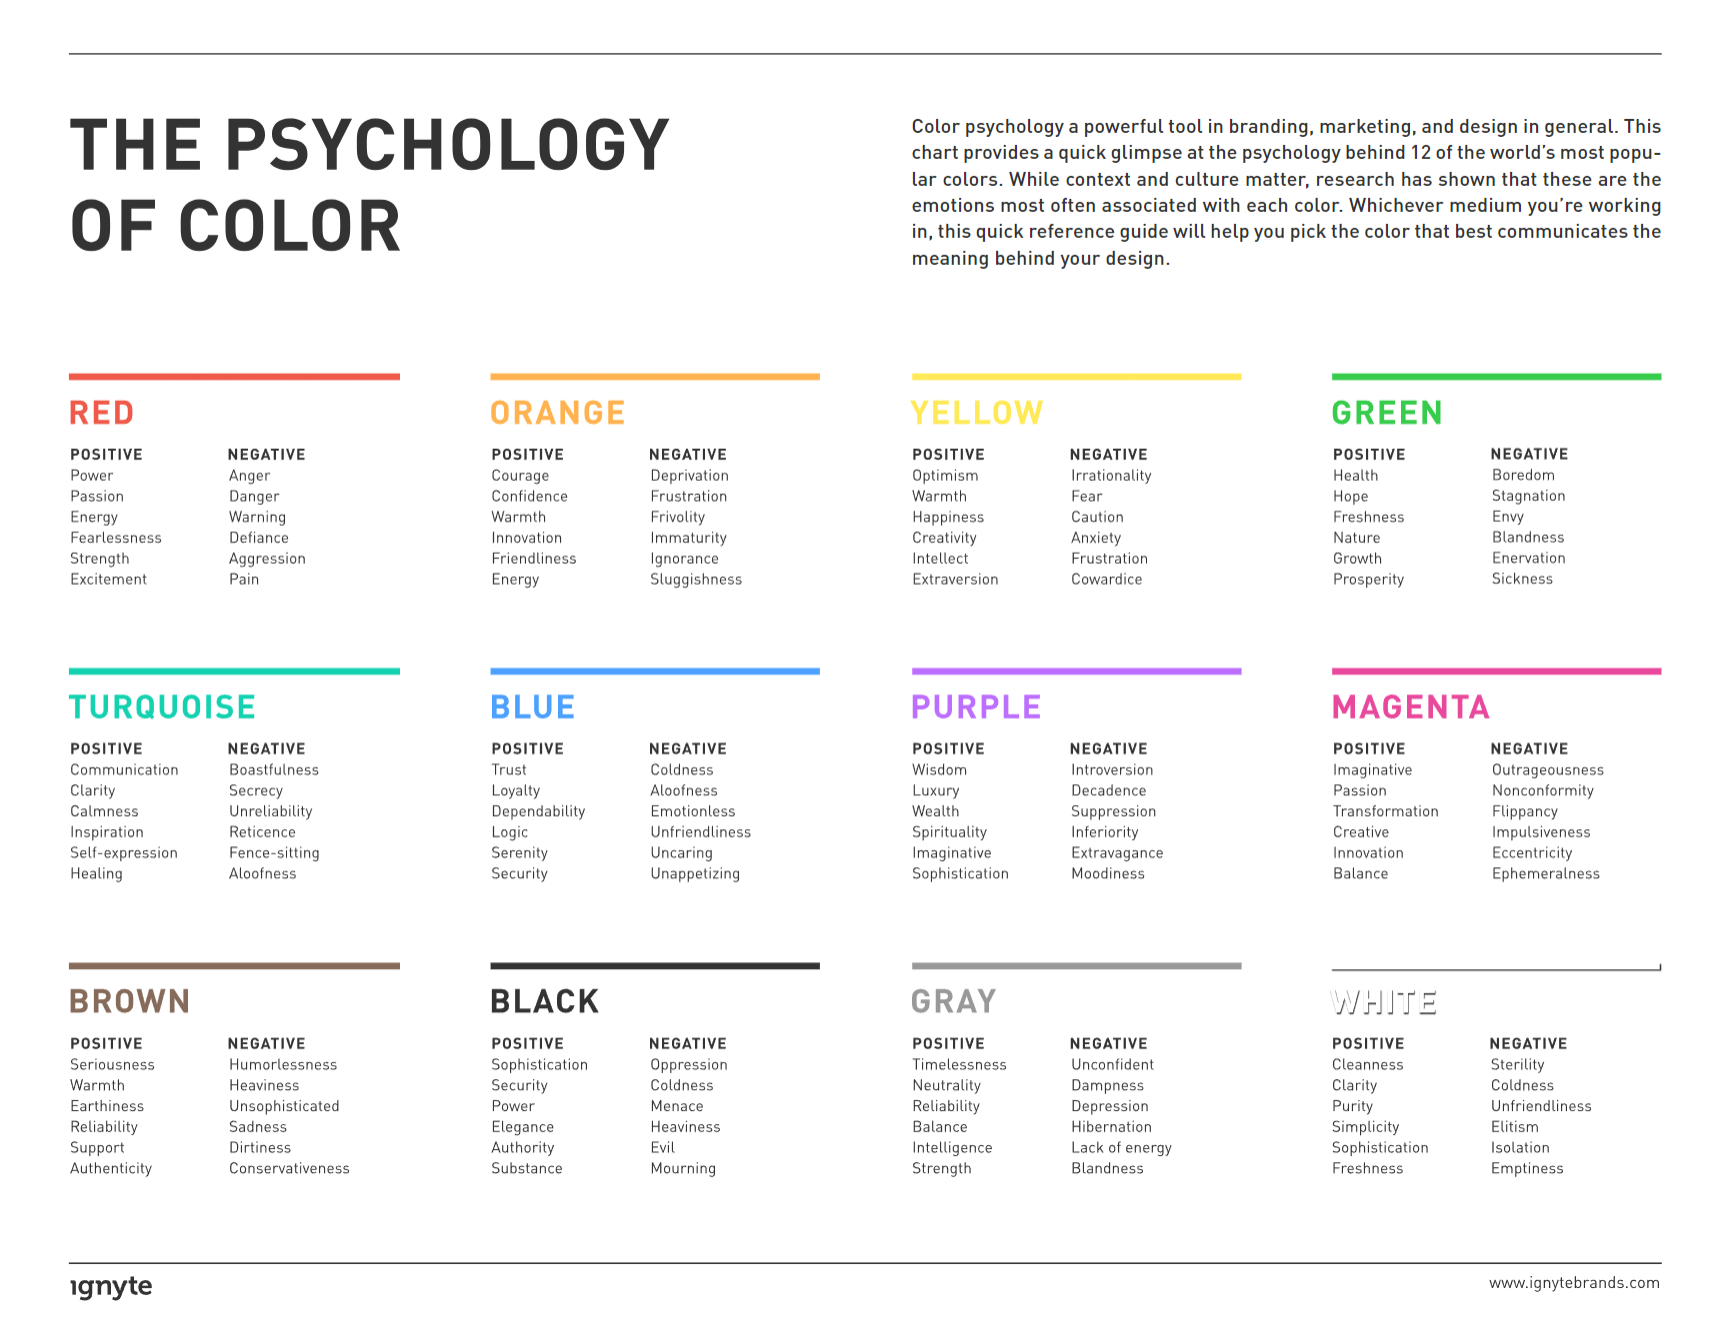 THE PSYCHOLOGY
OF COLOR
Color psychology a powerful tool in branding, marketing, and design in general. This
chart provides a quick glimpse at the psychology behind 12 of the world's most popu-
lar colors. While context and culture matter, research has shown that these are the
emotions most often associated with each color. Whichever medium you're working
in, this quick reference guide will help you pick the color that best communicates the
meaning behind your design.
RED
POSITIVE
Power
Passion
Energy
Fearlessness
Strength
Excitement
NEGATIVE
Anger
Danger
Warning
Defiance
Aggression
Pain
ORANGE
POSITIVE
Courage
Confidence
Warmth
Innovation
Friendliness
Energy
NEGATIVE
Deprivation
Frustration
Frivolity
Immaturity
Ignorance
Sluggishness
YELLOW
POSITIVE
Optimism
Warmth
Happiness
Creativity
Intellect
Extraversion
NEGATIVE
Irrationality
Fear
Caution
Anxiety
Frustration
Cowardice
GREEN
POSITIVE
Health
Hope
Freshness
Nature
Growth
Prosperity
NEGATIVE
Boredom
Stagnation
Envy
Blandness
Enervation
Sickness
TURQUOISE
POSITIVE
Communication
Clarity
Calmness
Inspiration
Self-expression
Healing
NEGATIVE
Boastfulness
Secrecy
Unreliability
Reticence
Fence-sitting
Aloofness
BLUE
POSITIVE
Trust
Loyalty
Dependability
Logic
Serenity
Security
NEGATIVE
Coldness
Aloofness
Emotionless
Unfriendliness
Uncaring
Unappetizing
PURPLE
POSITIVE
Wisdom
Luxury
Wealth
Spirituality
Imaginative
Sophistication
NEGATIVE
Introversion
Decadence
Suppression
Inferiority
Extravagance
Moodiness
MAGENTA
POSITIVE
Imaginative
Passion
Transformation
Creative
Innovation
Balance
NEGATIVE
Outrageousness
Nonconformity
Flippancy
Impulsiveness
Eccentricity
Ephemeralness
BROWN
POSITIVE
Seriousness
Warmth
Earthiness
Reliability
Support
Authenticity
NEGATIVE
Humorlessness
Heaviness
Unsophisticated
Sadness
Dirtiness
Conservativeness
BLACK
POSITIVE
Sophistication
Security
Power
Elegance
Authority
Substance
NEGATIVE
Oppression
Coldness
Menace
Heaviness
Evil
Mourning
GRAY
POSITIVE
Timelessness
Neutrality
Reliability
Balance
Intelligence
Strength
NEGATIVE
Unconfident
Dampness
Depression
Hibernation
Lack of energy
Blandness
WHITE
POSITIVE
Cleanness
Clarity
Purity
Simplicity
Sophistication
Freshness
NEGATIVE
Sterility
Coldness
Unfriendliness
Elitism
Isolation
Emptiness
ignyte
www.ignytebrands.com